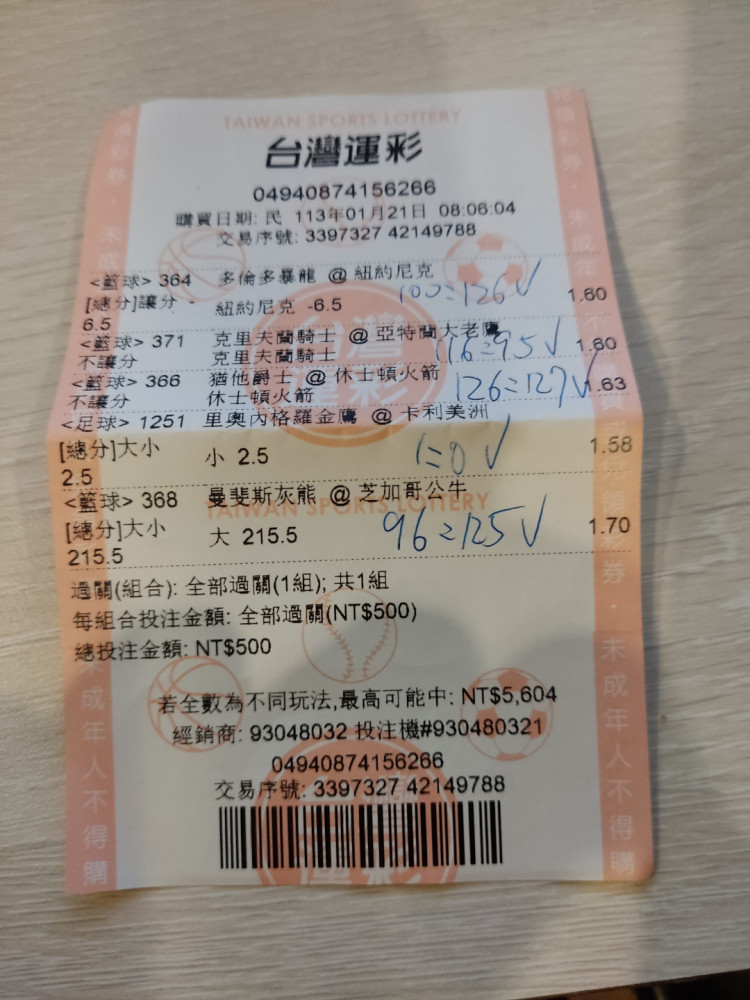 TAIWAN SPORTS LOTTERY
台灣運彩
04940874156266
購買日期: 民 113年01月21日 08:06:04
交易序號: 3397327 42149788
<籃球> 364 多倫多暴龍 @ 紐約尼克
[總分]讓分 - 紐約尼克 -6.5 100=126 ✓ 1.60
6.5
<籃球> 371 克里夫蘭騎士 @ 亞特蘭大老鷹
不讓分 克里夫蘭騎士 116=95 ✓ 1.60
<籃球> 366 猶他爵士 @ 休士頓火箭
不讓分 休士頓火箭 126=127 ✓ 1.63
<足球> 1251 里奧內格羅金鷹 @ 卡利美洲
[總分]大小 小 2.5 1=0 ✓ 1.58
2.5
<籃球> 368 曼斐斯灰熊 @ 芝加哥公牛
TAIWAN SPORTS LOTTERY
[總分]大小 大 215.5 96=125 ✓ 1.70
215.5
過關(組合): 全部過關(1組); 共1組
每組合投注金額: 全部過關(NT$500)
總投注金額: NT$500
若全數為不同玩法,最高可能中: NT$5,604
經銷商: 93048032 投注機#930480321
04940874156266
交易序號: 3397327 42149788
未成年人不得購
未成年人不得購